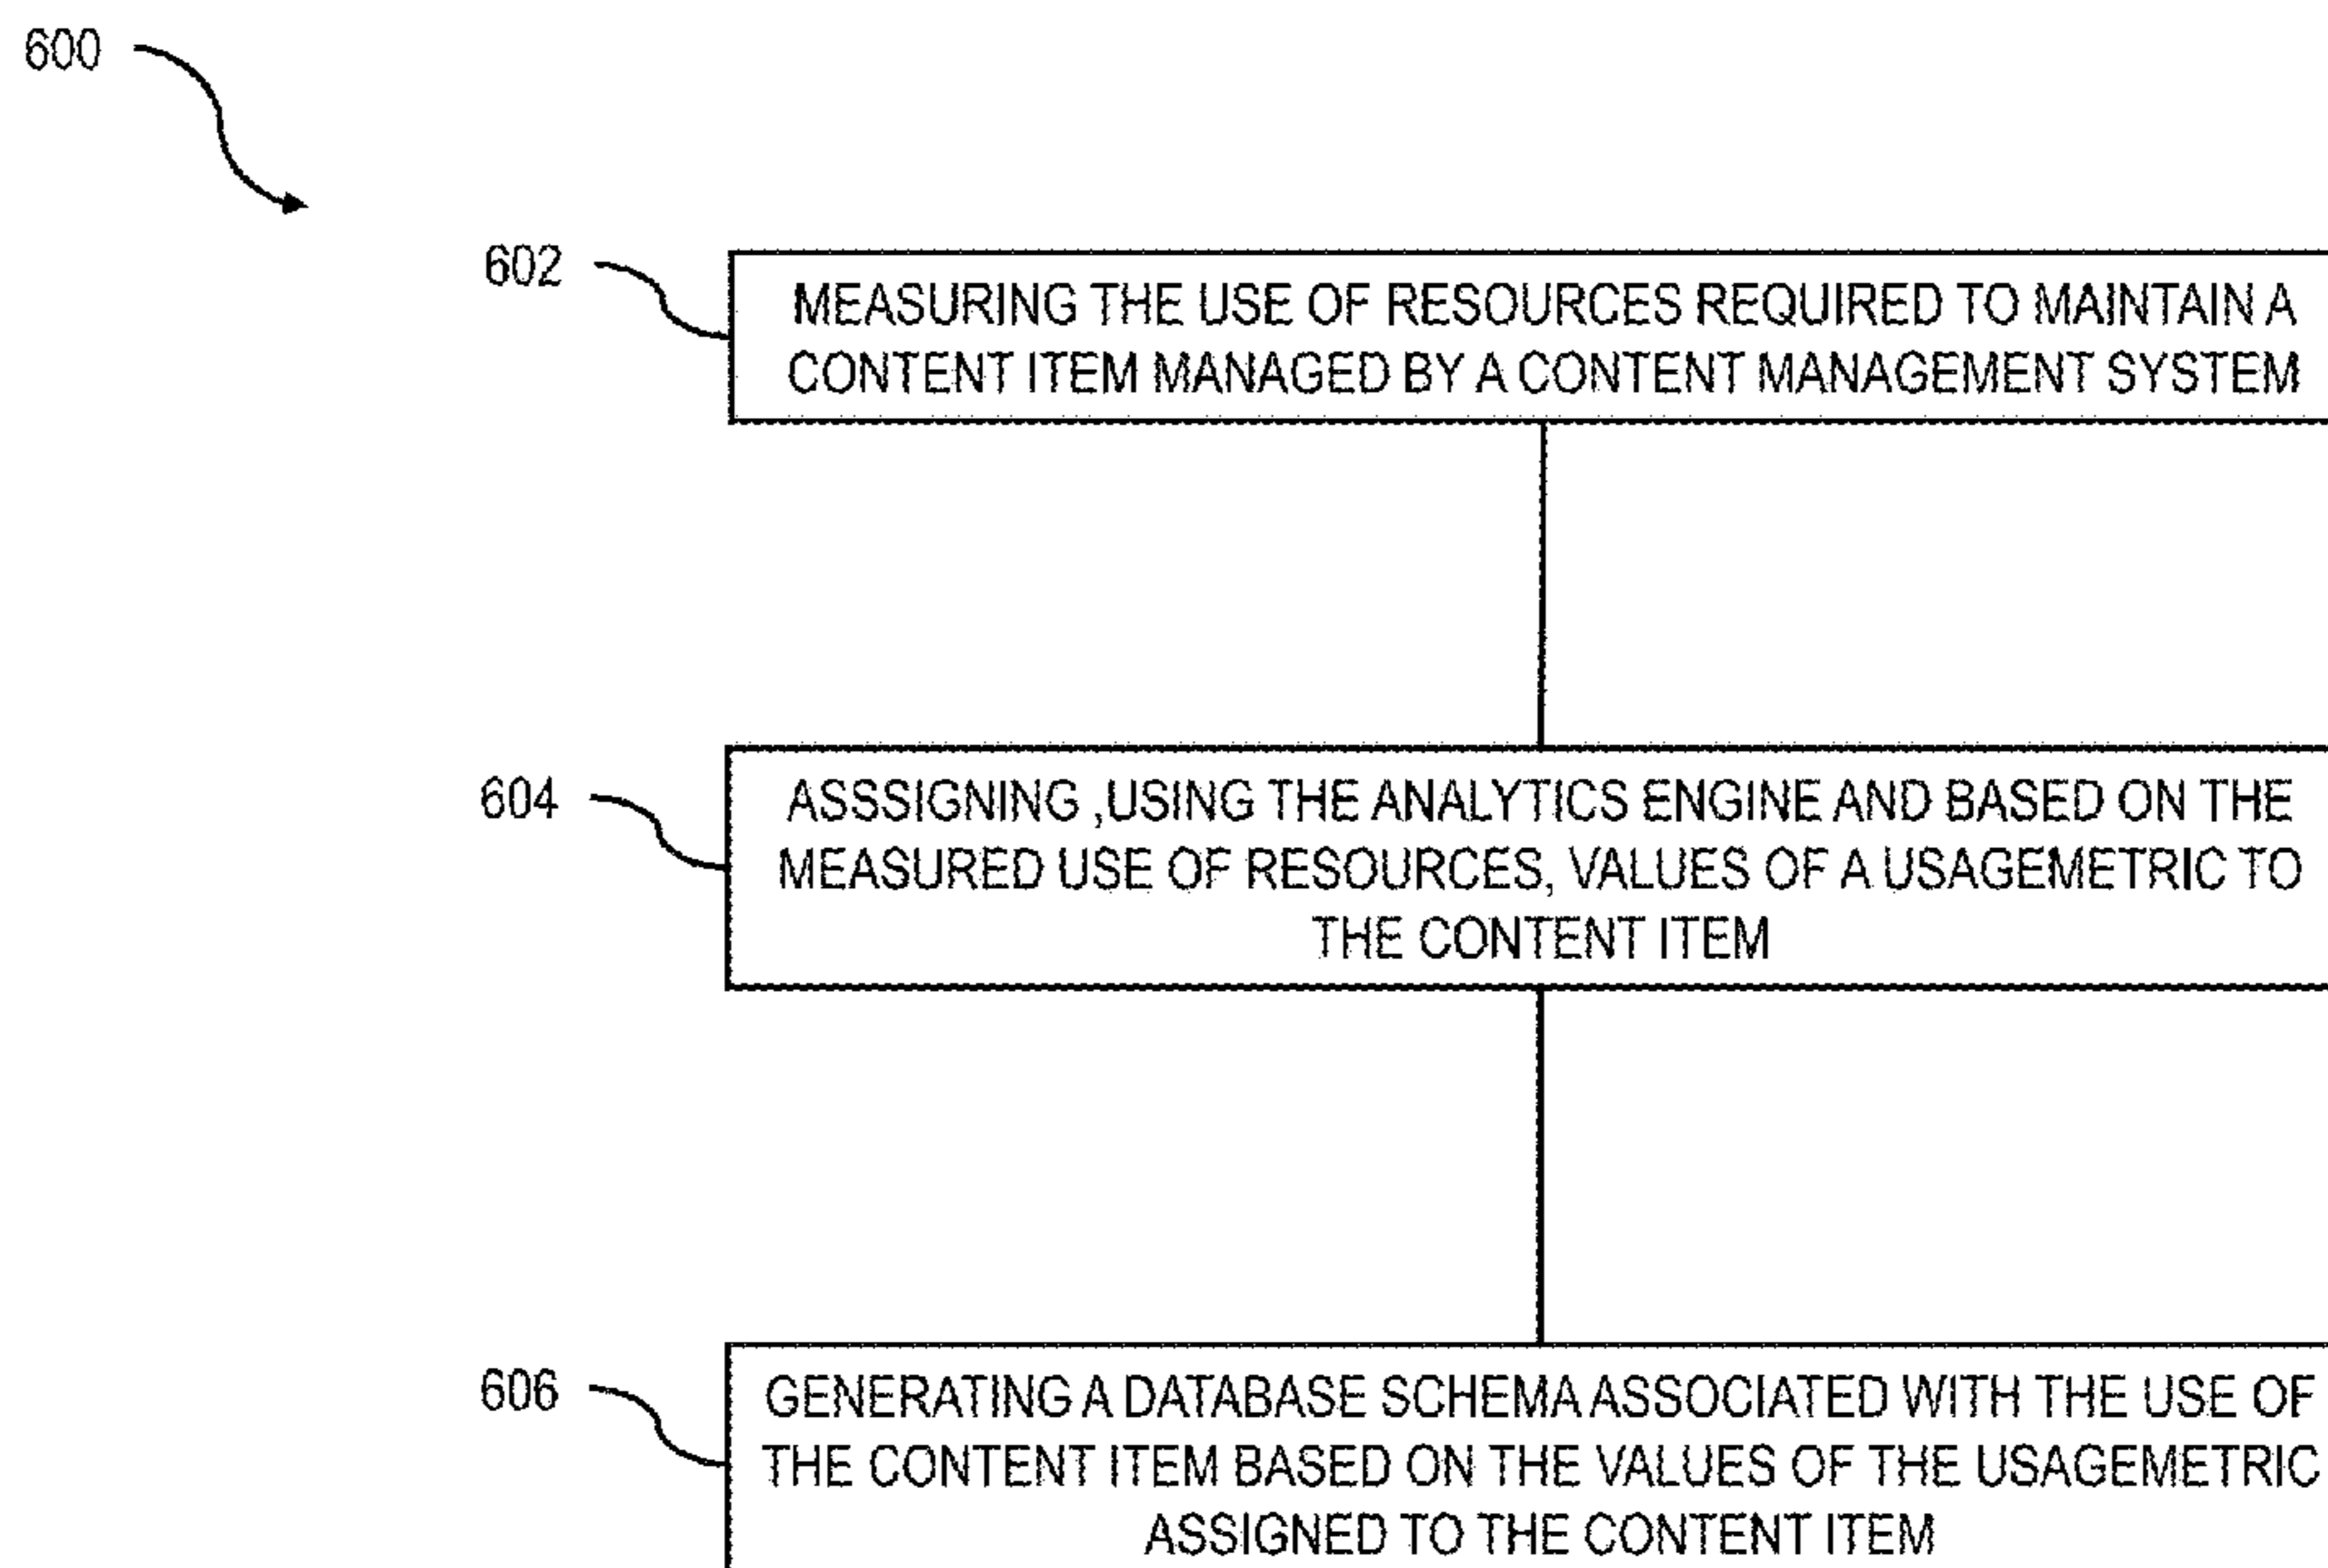 600
602
MEASURING THE USE OF RESOURCES REQUIRED TO MAINTAIN A
CONTENT ITEM MANAGED BY A CONTENT MANAGEMENT SYSTEM
604
ASSSIGNING ,USING THE ANALYTICS ENGINE AND BASED ON THE
MEASURED USE OF RESOURCES, VALUES OF A USAGEMETRIC TO
THE CONTENT ITEM
606
GENERATING A DATABASE SCHEMA ASSOCIATED WITH THE USE OF
THE CONTENT ITEM BASED ON THE VALUES OF THE USAGEMETRIC
ASSIGNED TO THE CONTENT ITEM